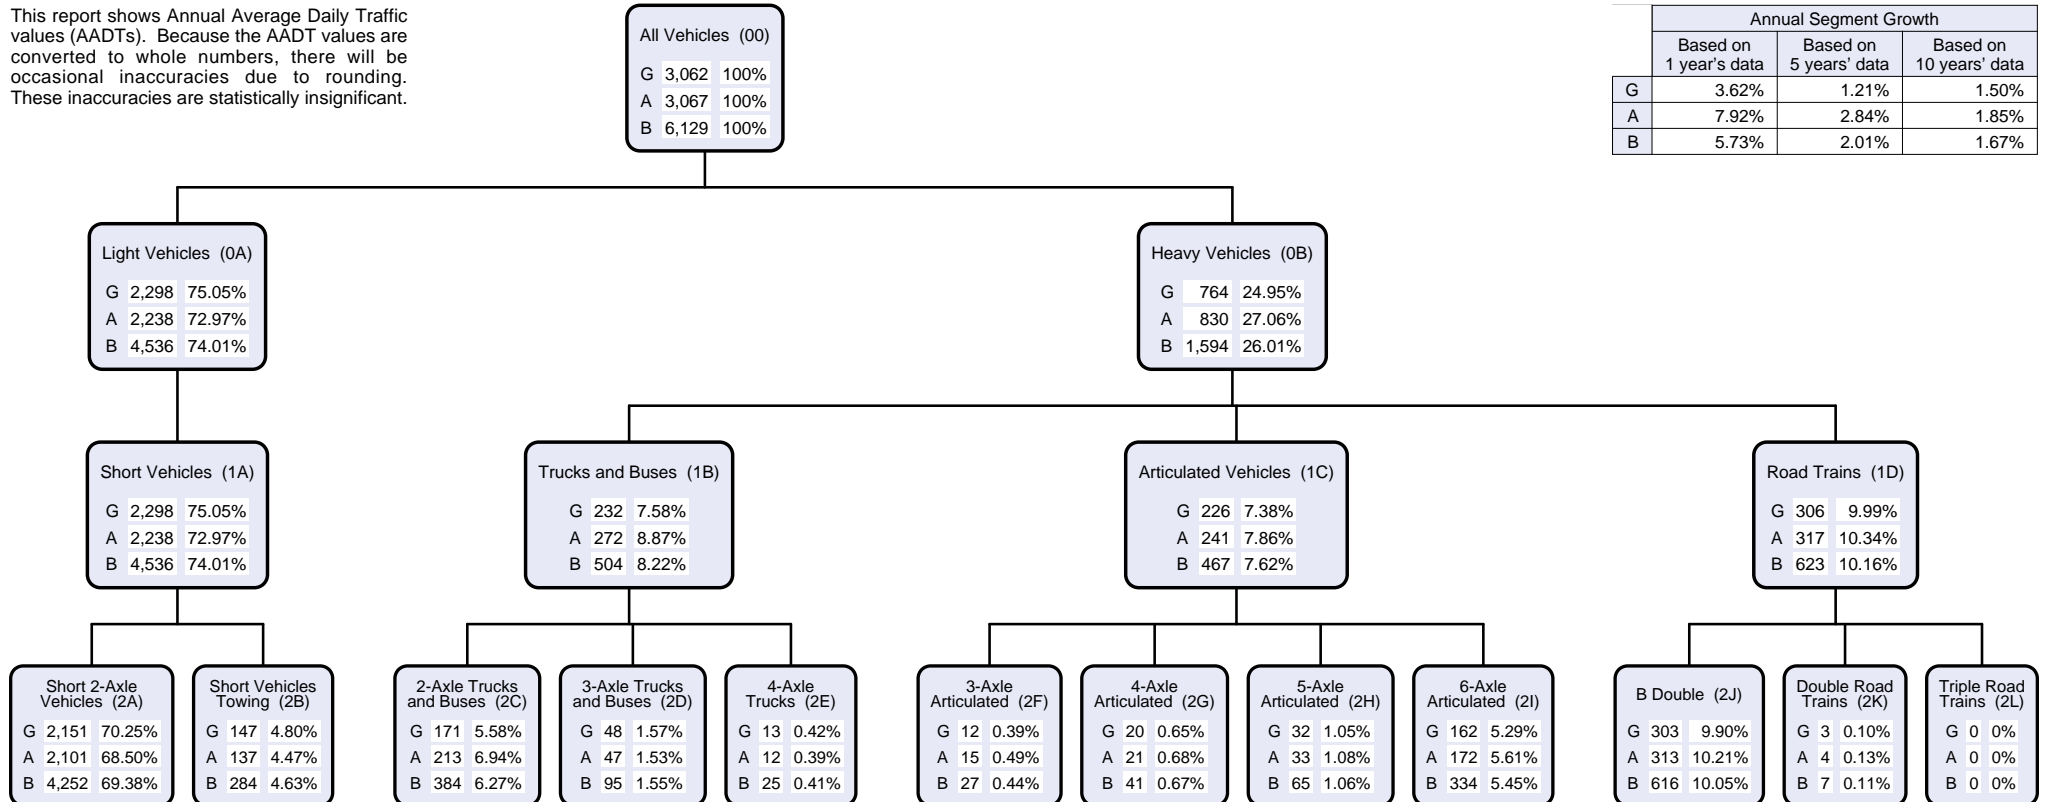 This report shows Annual Average Daily Traffic
values (AADTs). Because the AADT values are
converted to whole numbers, there will be
occasional inaccuracies due to rounding.
These inaccuracies are statistically insignificant.
All Vehicles (00)
G 3,062 100%
A 3,067 100%
B 6,129 100%
Annual Segment Growth
Based on 1 year's data Based on 5 years' data Based on 10 years' data
G 3.62% 1.21% 1.50%
A 7.92% 2.84% 1.85%
B 5.73% 2.01% 1.67%
Light Vehicles (0A)
G 2,298 75.05%
A 2,238 72.97%
B 4,536 74.01%
Heavy Vehicles (0B)
G 764 24.95%
A 830 27.06%
B 1,594 26.01%
Short Vehicles (1A)
G 2,298 75.05%
A 2,238 72.97%
B 4,536 74.01%
Trucks and Buses (1B)
G 232 7.58%
A 272 8.87%
B 504 8.22%
Articulated Vehicles (1C)
G 226 7.38%
A 241 7.86%
B 467 7.62%
Road Trains (1D)
G 306 9.99%
A 317 10.34%
B 623 10.16%
Short 2-Axle
Vehicles (2A)
G 2,151 70.25%
A 2,101 68.50%
B 4,252 69.38%
Short Vehicles
Towing (2B)
G 147 4.80%
A 137 4.47%
B 284 4.63%
2-Axle Trucks
and Buses (2C)
G 171 5.58%
A 213 6.94%
B 384 6.27%
3-Axle Trucks
and Buses (2D)
G 48 1.57%
A 47 1.53%
B 95 1.55%
4-Axle
Trucks (2E)
G 13 0.42%
A 12 0.39%
B 25 0.41%
3-Axle
Articulated (2F)
G 12 0.39%
A 15 0.49%
B 27 0.44%
4-Axle
Articulated (2G)
G 20 0.65%
A 21 0.68%
B 41 0.67%
5-Axle
Articulated (2H)
G 32 1.05%
A 33 1.08%
B 65 1.06%
6-Axle
Articulated (2I)
G 162 5.29%
A 172 5.61%
B 334 5.45%
B Double (2J)
G 303 9.90%
A 313 10.21%
B 616 10.05%
Double Road
Trains (2K)
G 3 0.10%
A 4 0.13%
B 7 0.11%
Triple Road
Trains (2L)
G 0 0%
A 0 0%
B 0 0%